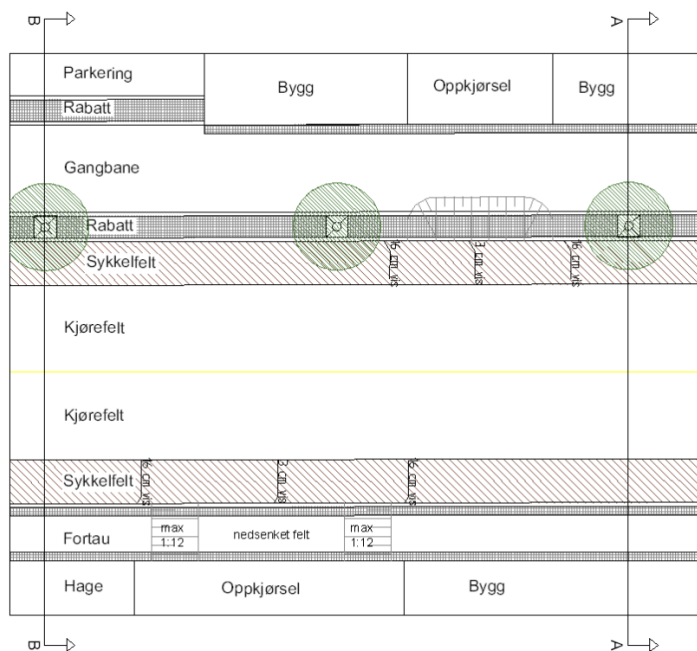 B
A
Parkering
Bygg
Oppkjørsel
Bygg
Rabatt
Gangbane
Rabatt
Sykkelfelt
16 cm vis
3 cm vis
16 cm vis
Kjørefelt
Kjørefelt
Sykkelfelt
16 cm vis
3 cm vis
16 cm vis
Fortau
max
1:12
nedsenket felt
max
1:12
Hage
Oppkjørsel
Bygg
B
A